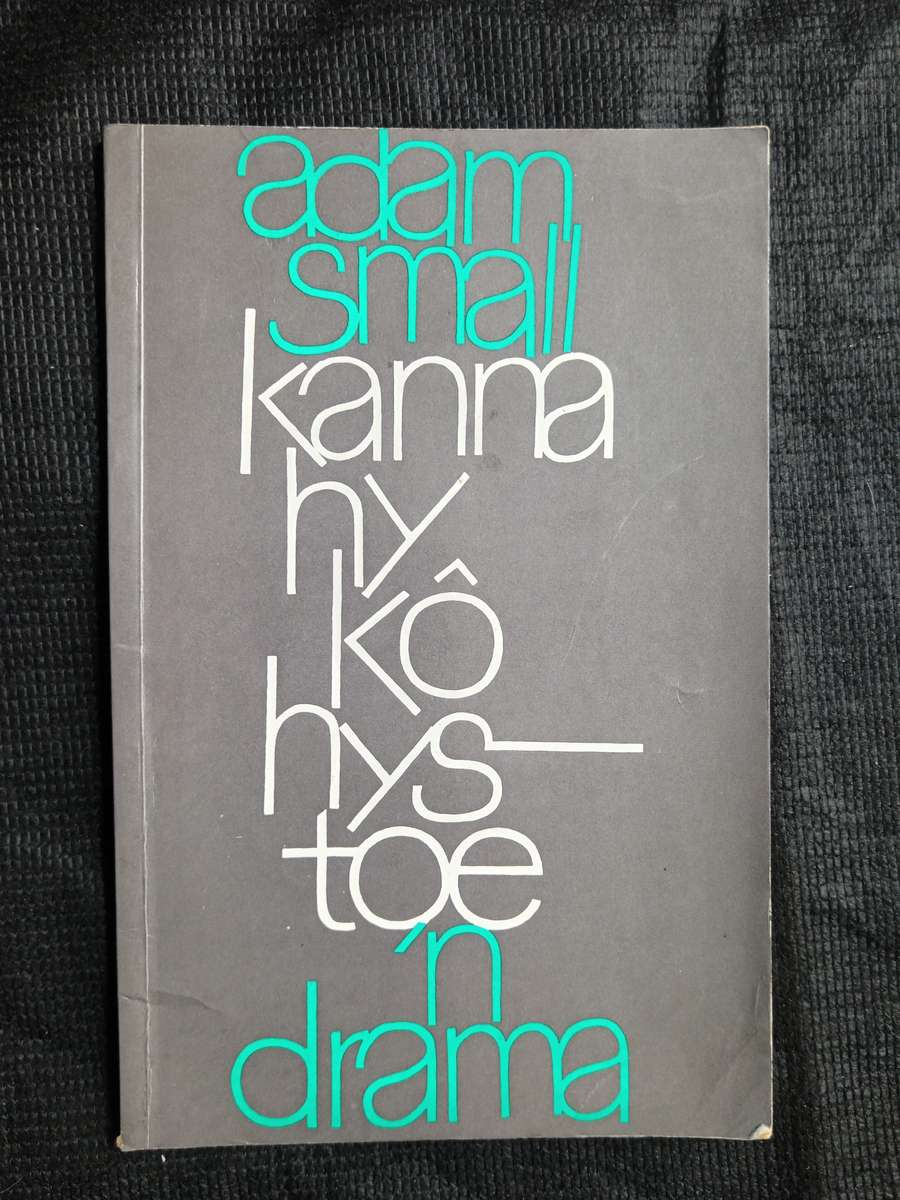 adam
small
kanna
hy
kô
hys—
toe
'n
drama